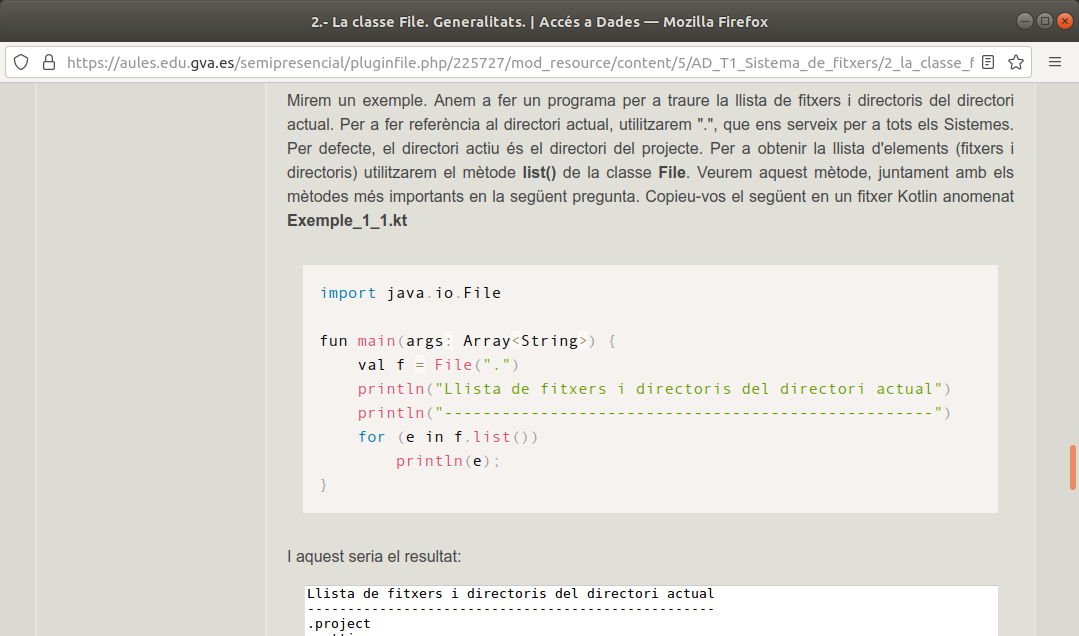 2.- La classe File. Generalitats. | Accés a Dades — Mozilla Firefox
https://aules.edu.gva.es/semipresencial/pluginfile.php/225727/mod_resource/content/5/AD_T1_Sistema_de_fitxers/2_la_classe_f
Mirem un exemple. Anem a fer un programa per a traure la llista de fitxers i directoris del directori
actual. Per a fer referència al directori actual, utilitzarem ".", que ens serveix per a tots els Sistemes.
Per defecte, el directori actiu és el directori del projecte. Per a obtenir la llista d'elements (fitxers i
directoris) utilitzarem el mètode list() de la classe File. Veurem aquest mètode, juntament amb els
mètodes més importants en la següent pregunta. Copieu-vos el següent en un fitxer Kotlin anomenat
Exemple_1_1.kt
import java.io.File
fun main(args: Array<String>) {
    val f = File(".")
    println("Llista de fitxers i directoris del directori actual")
    println("---------------------------------------------------")
    for (e in f.list())
        println(e);
}
I aquest seria el resultat:
Llista de fitxers i directoris del directori actual
---------------------------------------------------
.project